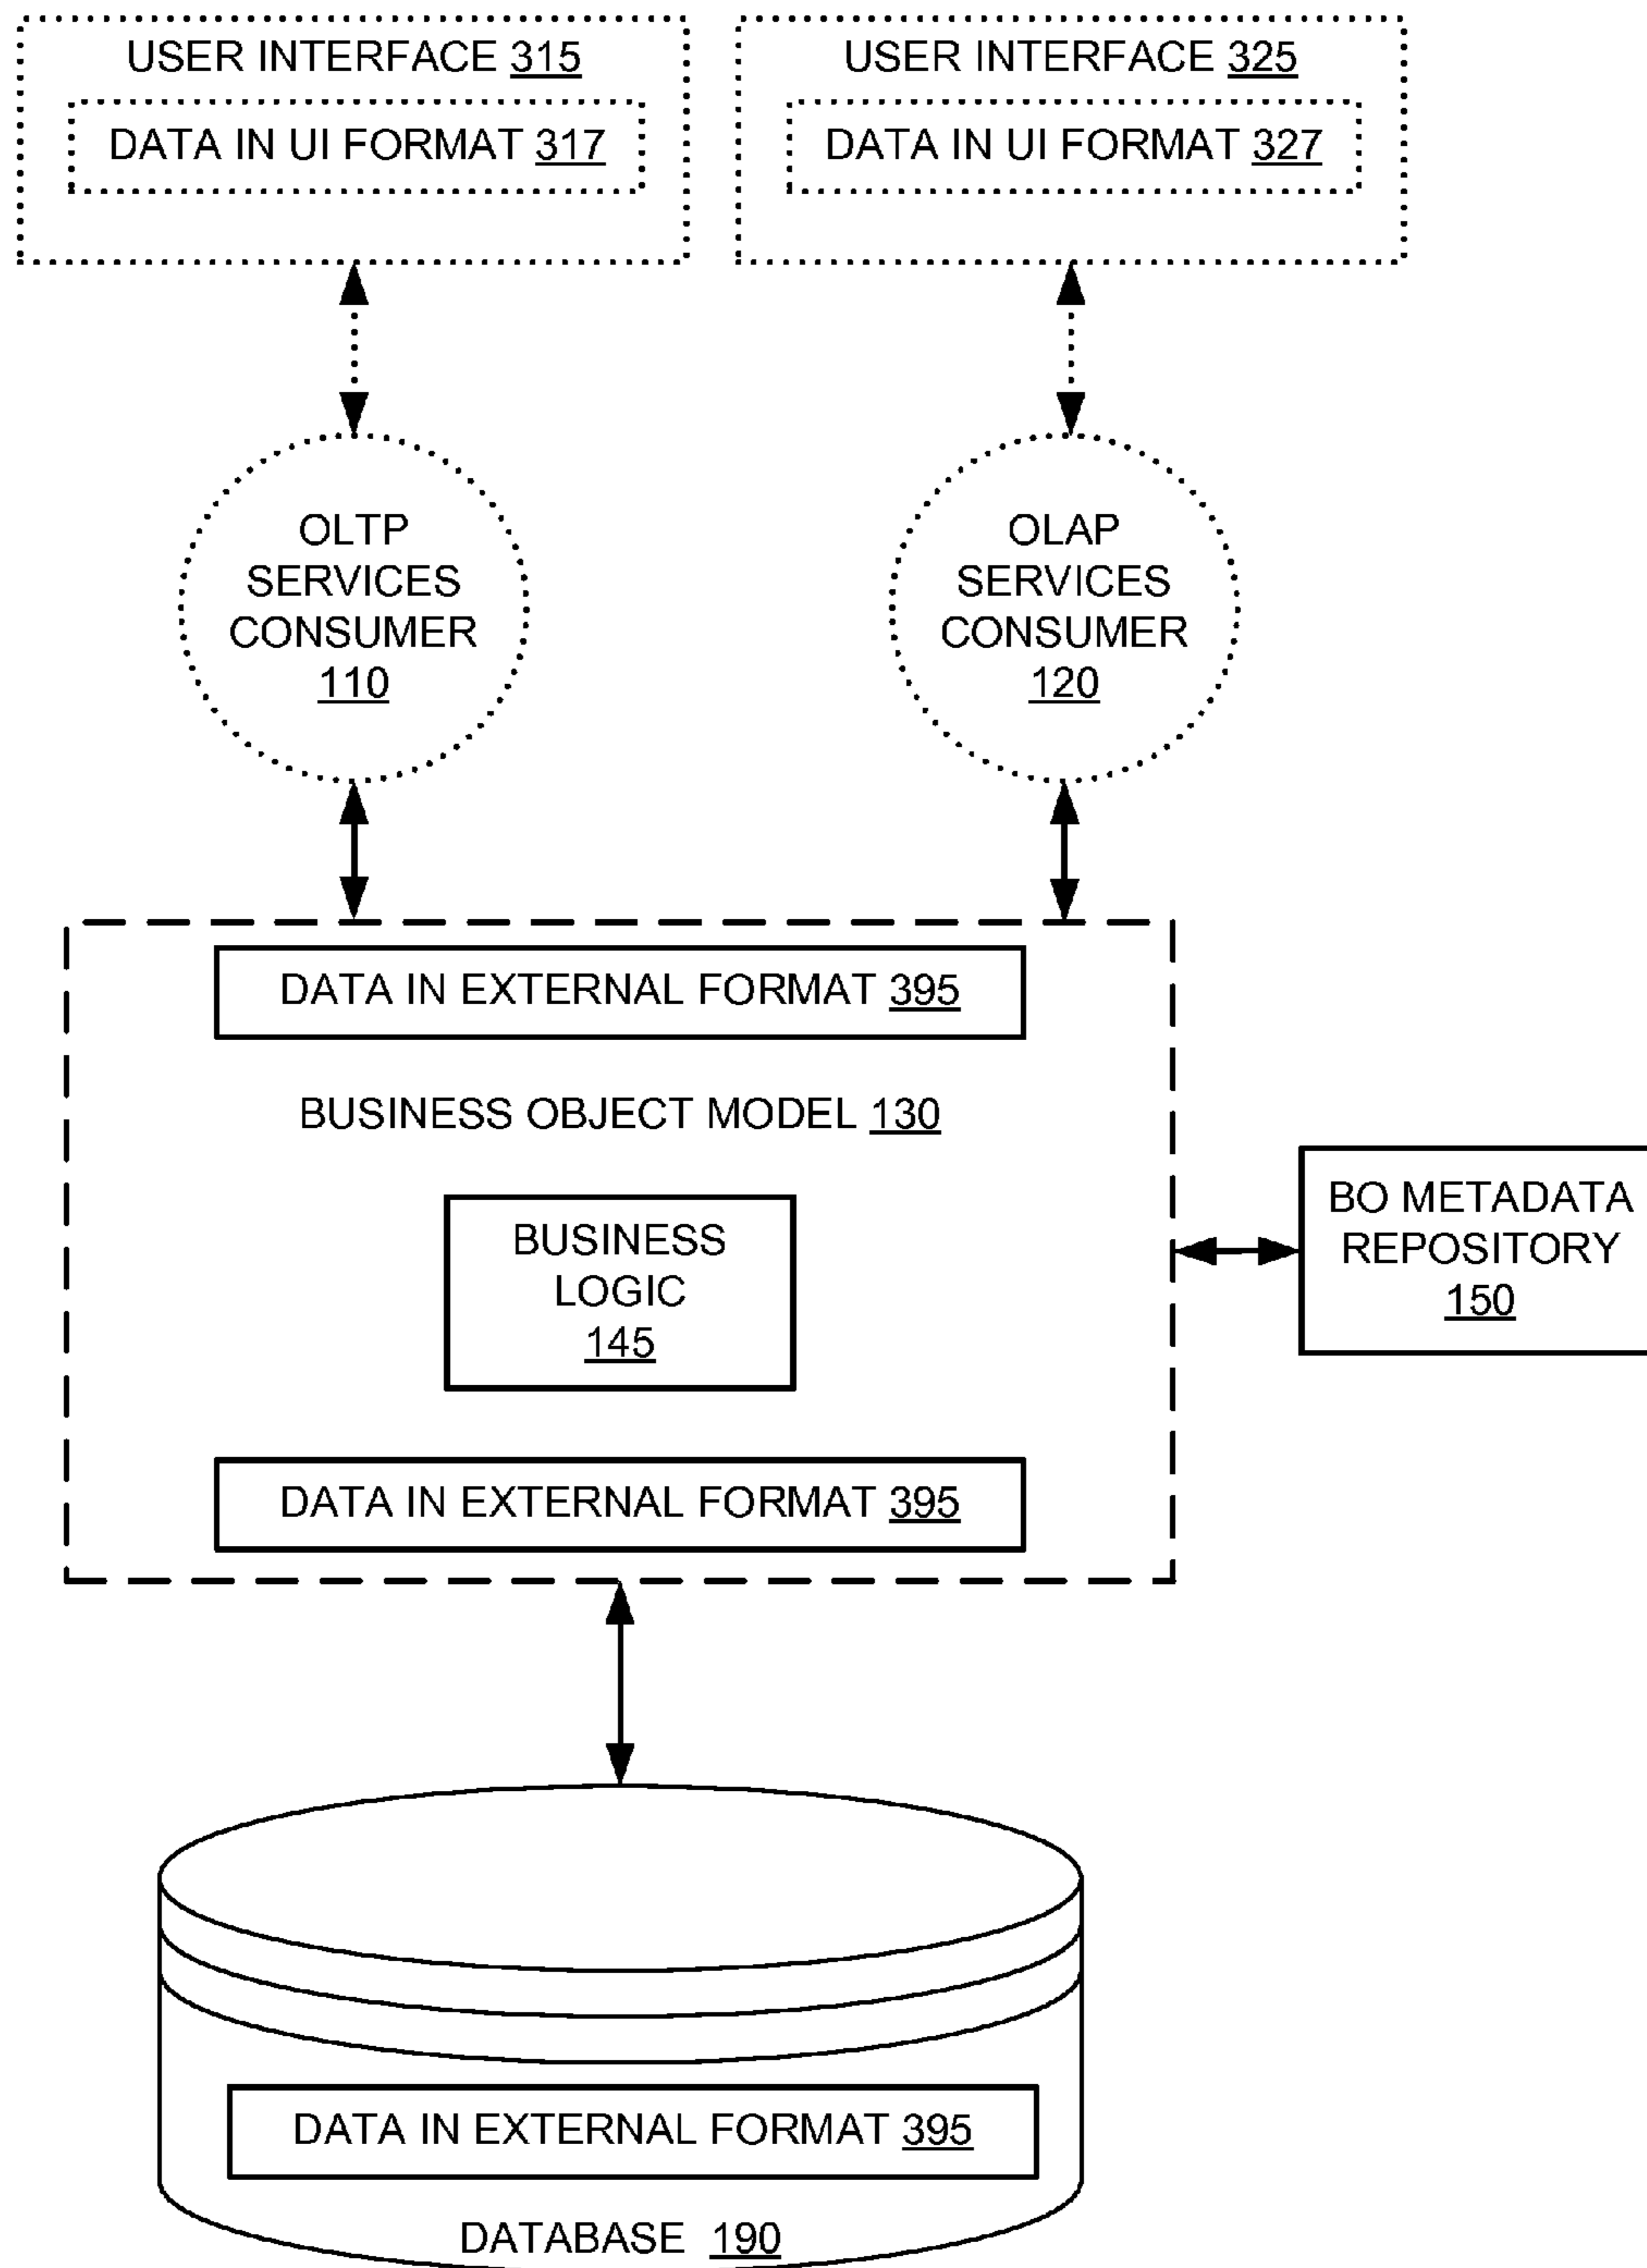 USER INTERFACE 315
DATA IN UI FORMAT 317
USER INTERFACE 325
DATA IN UI FORMAT 327
OLTP
SERVICES
CONSUMER
110
OLAP
SERVICES
CONSUMER
120
DATA IN EXTERNAL FORMAT 395
BUSINESS OBJECT MODEL 130
BUSINESS
LOGIC
145
DATA IN EXTERNAL FORMAT 395
BO METADATA
REPOSITORY
150
DATA IN EXTERNAL FORMAT 395
DATABASE 190